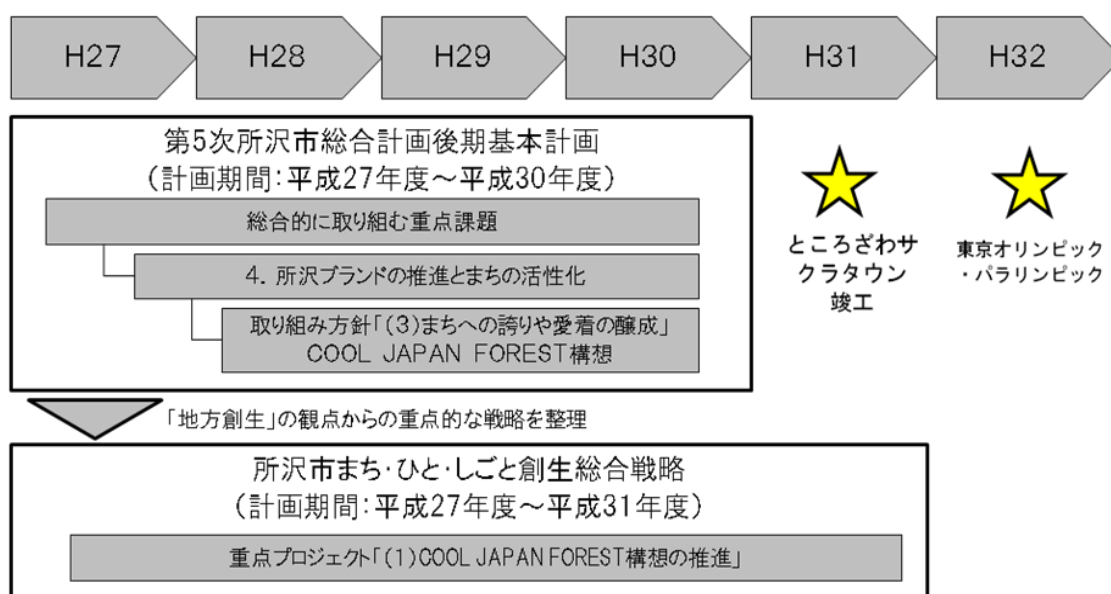 H27
H28
H29
H30
H31
H32
第5次所沢市総合計画後期基本計画
（計画期間：平成27年度～平成30年度）
総合的に取り組む重点課題
4．所沢ブランドの推進とまちの活性化
取り組み方針「（3）まちへの誇りや愛着の醸成」
COOL JAPAN FOREST構想
ところざわサ
クラタウン
竣工
東京オリンピック
・パラリンピック
「地方創生」の観点からの重点的な戦略を整理
所沢市まち・ひと・しごと創生総合戦略
（計画期間：平成27年度～平成31年度）
重点プロジェクト「（1）COOL JAPAN FOREST構想の推進」